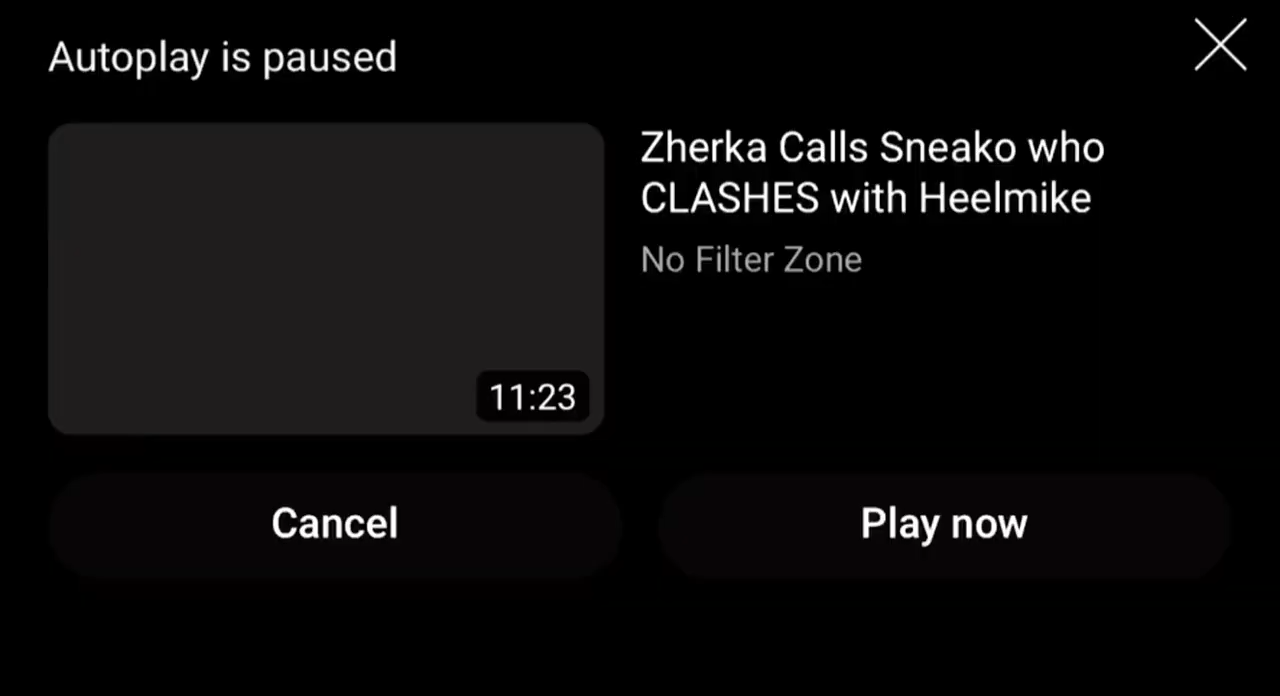 Autoplay is paused
Zherka Calls Sneako who
CLASHES with Heelmike
No Filter Zone
11:23
Cancel
Play now